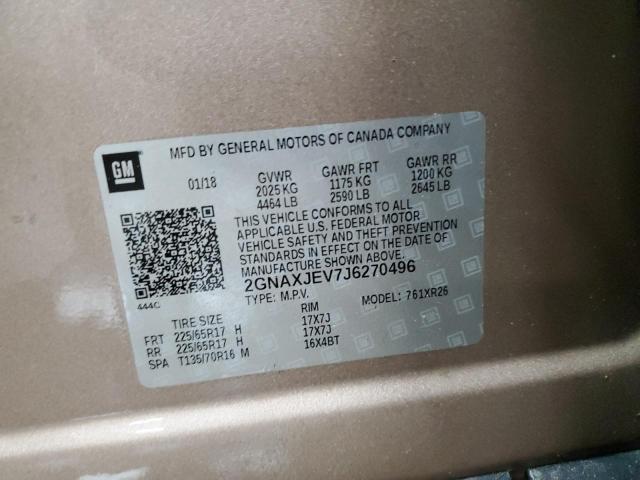 MFD BY GENERAL MOTORS OF CANADA COMPANY
GM
01/18 GVWR GAWR FRT GAWR RR
2025 KG 1175 KG 1200 KG
4464 LB 2590 LB 2645 LB
THIS VEHICLE CONFORMS TO ALL
APPLICABLE U.S. FEDERAL MOTOR
VEHICLE SAFETY AND THEFT PREVENTION
STANDARDS IN EFFECT ON THE DATE OF
MANUFACTURE SHOWN ABOVE.
2GNAXJEV7J6270496
444C TYPE: M.P.V. MODEL: 761XR26
TIRE SIZE RIM
FRT 225/65R17 H 17X7J
RR 225/65R17 H 17X7J
SPA T135/70R16 M 16X4BT